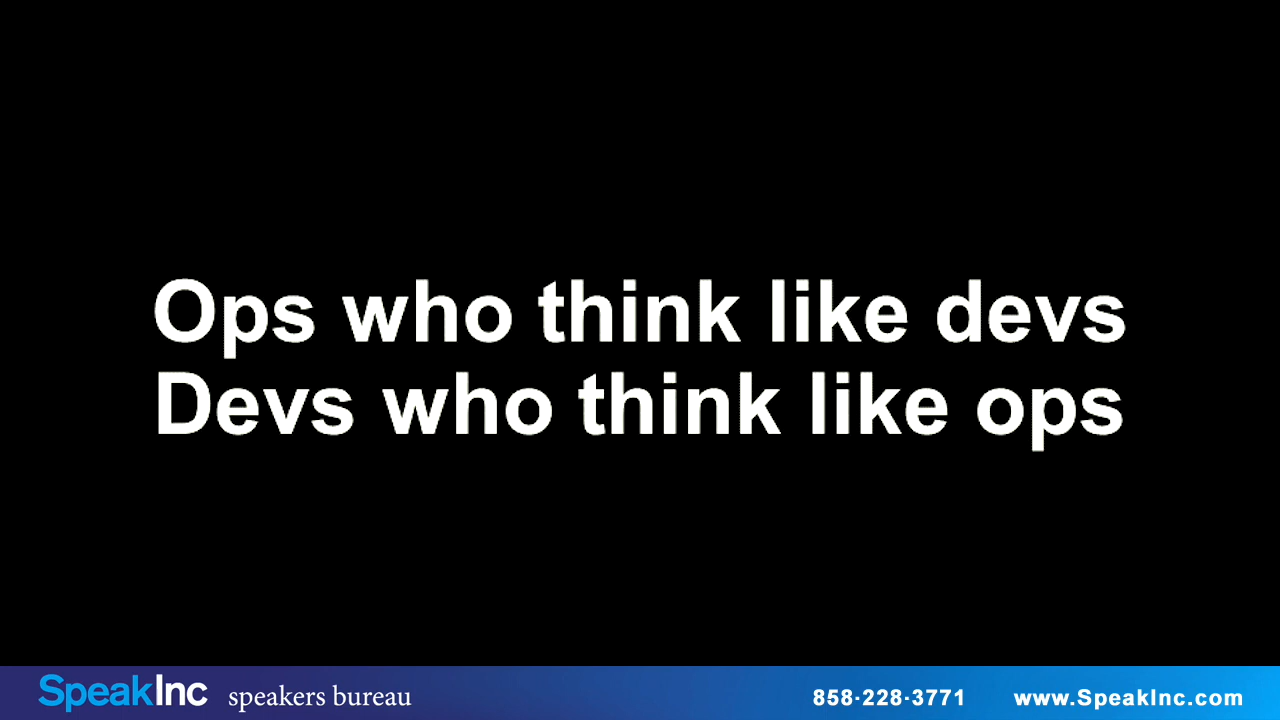 Ops who think like devs
Devs who think like ops
SpeakInc speakers bureau 858-228-3771 www.SpeakInc.com